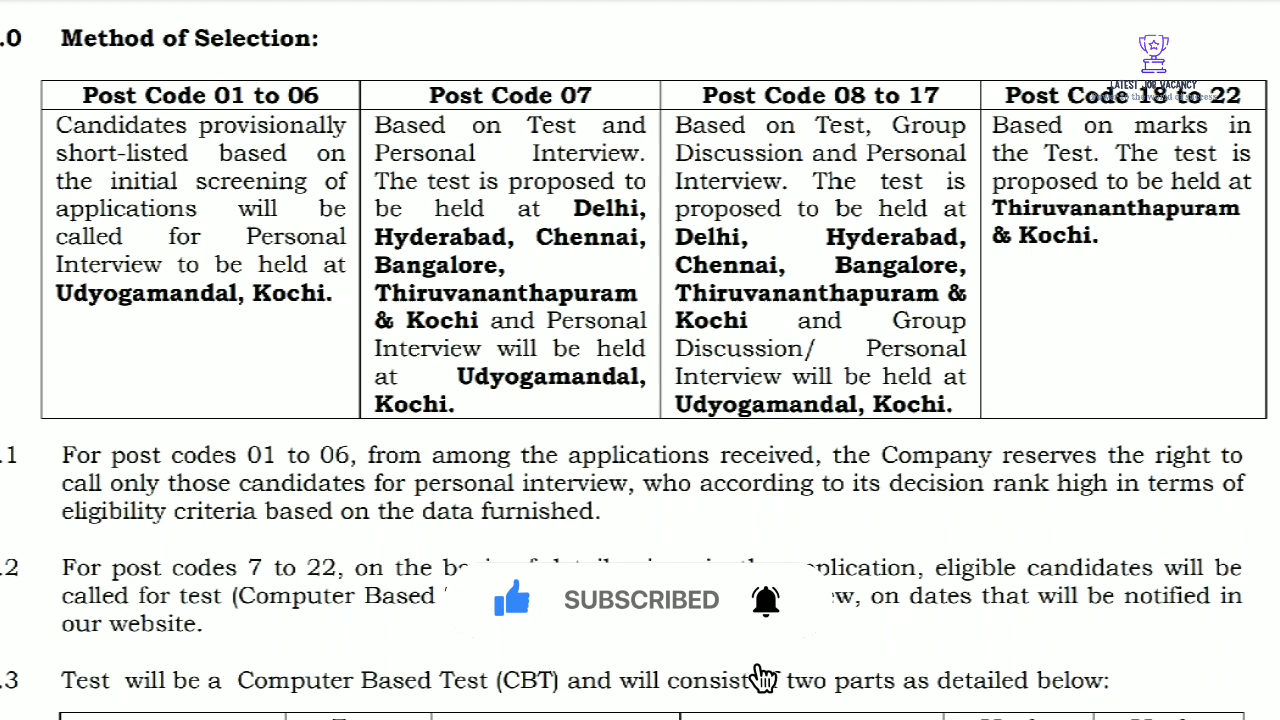 .0 Method of Selection:
LATEST JOB VACANCY
Post Code 01 to 06
Candidates provisionally
short-listed based on
the initial screening of
applications will be
called for Personal
Interview to be held at
Udyogamandal, Kochi.
Post Code 07
Based on Test and
Personal Interview.
The test is proposed to
be held at Delhi,
Hyderabad, Chennai,
Bangalore,
Thiruvananthapuram
& Kochi and Personal
Interview will be held
at Udyogamandal,
Kochi.
Post Code 08 to 17
Based on Test, Group
Discussion and Personal
Interview. The test is
proposed to be held at
Delhi, Hyderabad,
Chennai, Bangalore,
Thiruvananthapuram &
Kochi and Group
Discussion/ Personal
Interview will be held at
Udyogamandal, Kochi.
Post Code 18 to 22
Based on marks in
the Test. The test is
proposed to be held at
Thiruvananthapuram
& Kochi.
.1 For post codes 01 to 06, from among the applications received, the Company reserves the right to
call only those candidates for personal interview, who according to its decision rank high in terms of
eligibility criteria based on the data furnished.
.2 For post codes 7 to 22, on the eligible candidates will be
called for test (Computer Based on dates that will be notified in
our website.
SUBSCRIBED
.3 Test will be a Computer Based Test (CBT) and will consist two parts as detailed below: